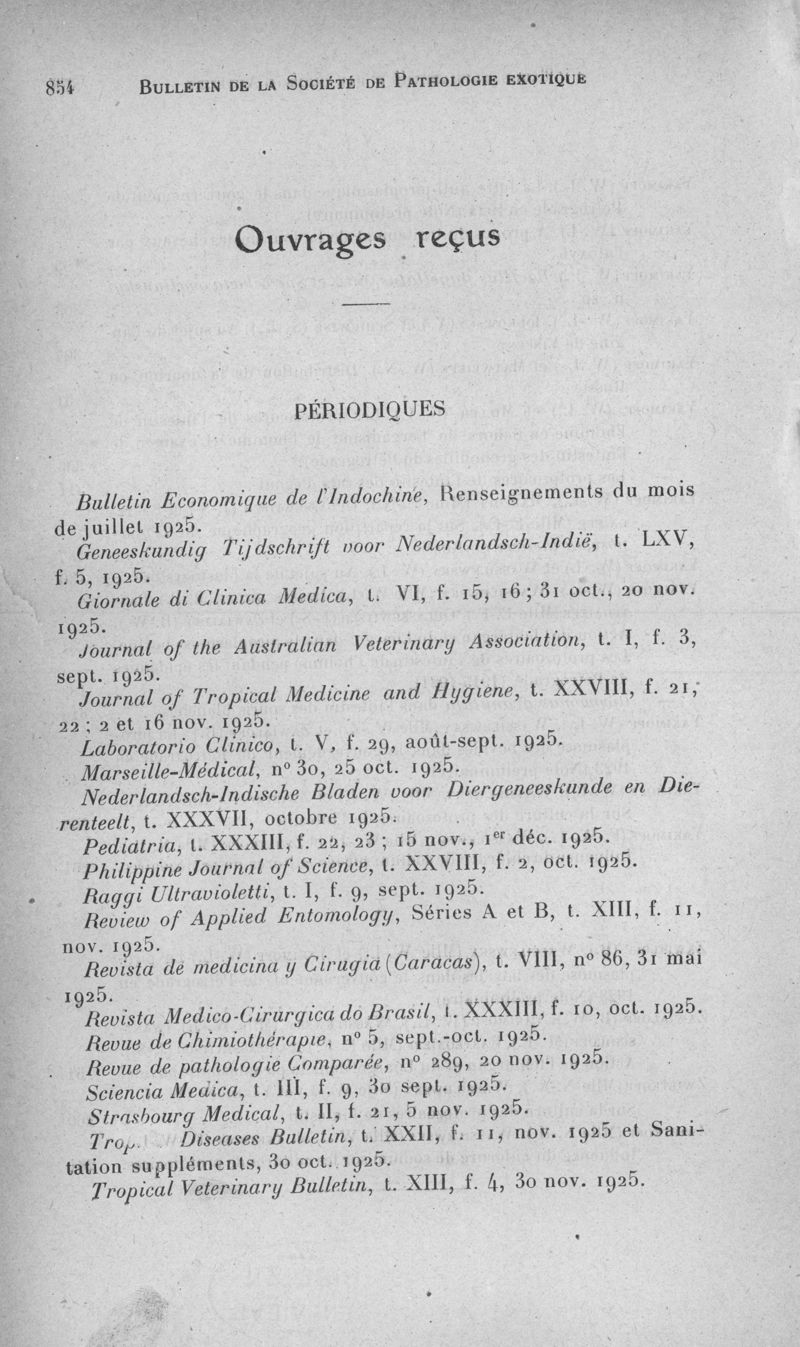 854 BULLETIN DE LA SOCIÉTÉ DE PATHOLOGIE EXOTIQUE
Ouvrages reçus
PÉRIODIQUES
Bulletin Economique de l'Indochine, Renseignements du mois
de juillet 1925.
Geneeskundig Tijdschrift voor Nederlandsch-Indië, t. LXV,
f. 5, 1925.
Giornale di Clinica Medica, t. VI, f. 15, 16 ; 31 oct., 20 nov.
1925.
Journal of the Australian Veterinary Association, t. I, f. 3,
sept. 1925.
Journal of Tropical Medicine and Hygiene, t. XXVIII, f. 21,
22 ; 2 et 16 nov. 1925.
Laboratorio Clinico, t. V, f. 29, août-sept. 1925.
Marseille-Médical, n° 30, 25 oct. 1925.
Nederlandsch-Indische Bladen voor Diergeneeskunde en Die-
renteelt, t. XXXVII, octobre 1925.
Pediatria, t. XXXIII, f. 22, 23 ; 15 nov., 1er déc. 1925.
Philippine Journal of Science, t. XXVIII, f. 2, oct. 1925.
Raggi Ultravioletti, t. I, f. 9, sept. 1925.
Review of Applied Entomology, Séries A et B, t. XIII, f. 11,
nov. 1925.
Revista de medicina y Cirugia (Caracas), t. VIII, n° 86, 31 mai
1925.
Revista Medico-Cirurgica do Brasil, t. XXXIII, f. 10, oct. 1925.
Revue de Chimiothérapie, n° 5, sept.-oct. 1925.
Revue de pathologie Comparée, n° 289, 20 nov. 1925.
Sciencia Medica, t. III, f. 9, 30 sept. 1925.
Strasbourg Medical, t. II, f. 21, 5 nov. 1925.
Trop. Diseases Bulletin, t. XXII, f. 11, nov. 1925 et Sani-
tation suppléments, 30 oct. 1925.
Tropical Veterinary Bulletin, t. XIII, f. 4, 30 nov. 1925.